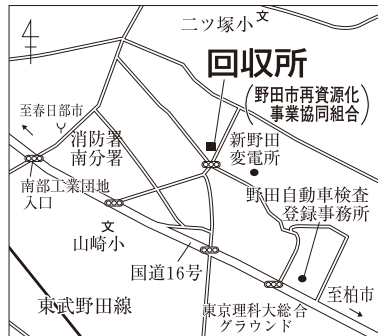 二ツ塚小
回収所
(野田市再資源化
事業協同組合)
至春日部市
消防署
南分署
新野田
変電所
南部工業団地
入口
野田自動車検査
登録事務所
山崎小
国道16号
至柏市
東武野田線
東京理科大総合
グラウンド